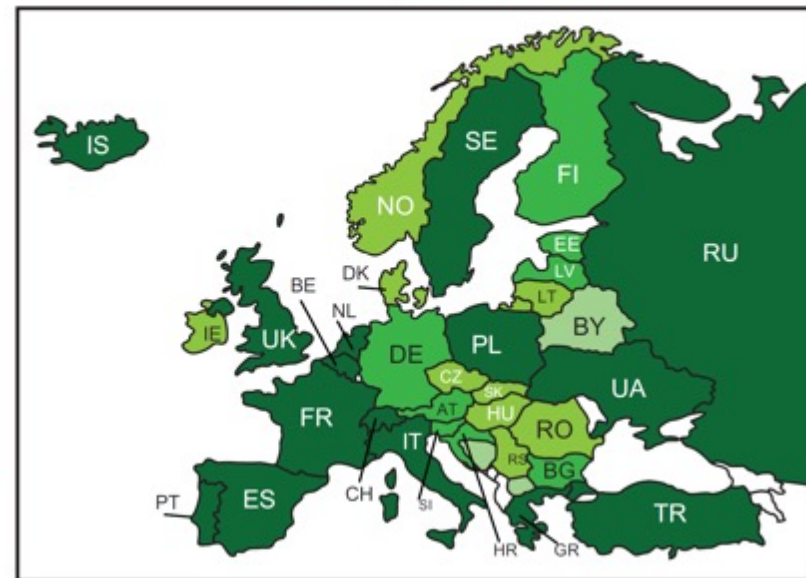 IS
SE
FI
NO
RU
EE
LV
DK
LT
BE
NL
IE
UK
BY
DE
PL
CZ
UA
SK
FR
AT
HU
IT
RO
RS
BG
PT
ES
CH
SI
TR
HR
GR